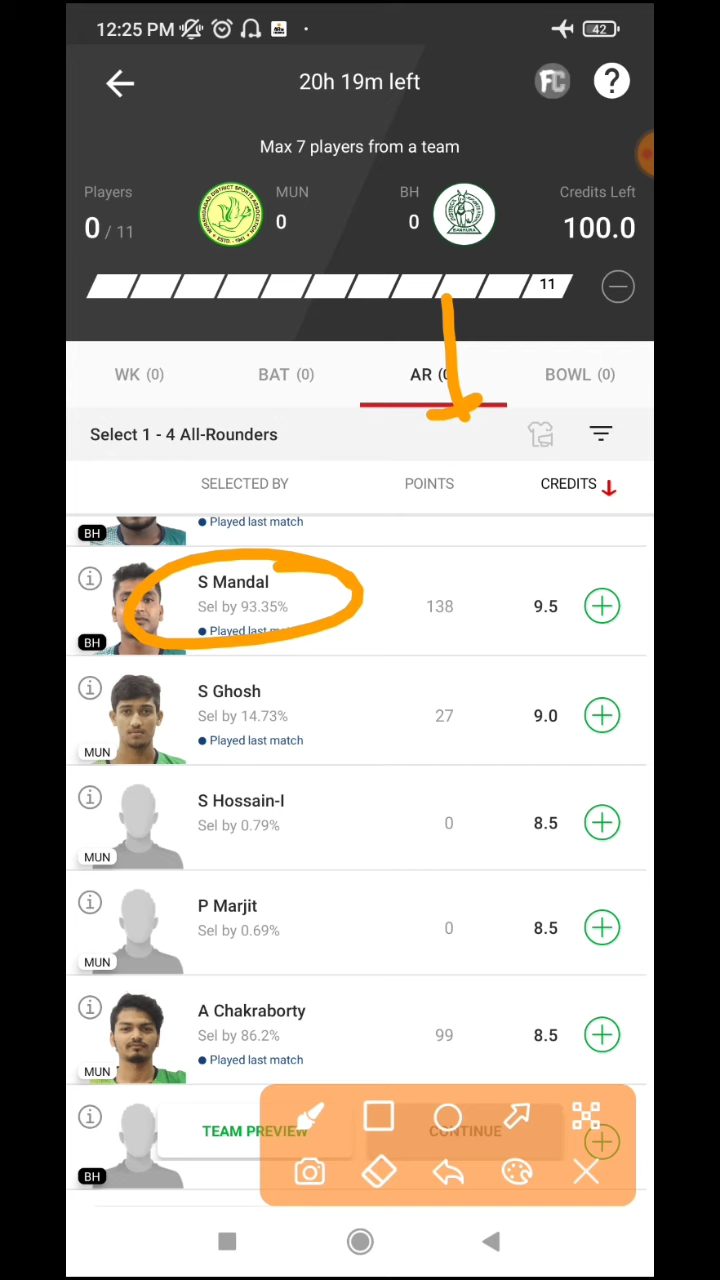 12:25 PM
42
20h 19m left
FC
?
Max 7 players from a team
Players
MUN
BH
Credits Left
0 / 11
0
0
100.0
11
WK (0)
BAT (0)
AR (0
BOWL (0)
Select 1 - 4 All-Rounders
SELECTED BY
POINTS
CREDITS
Played last match
BH
S Mandal
Sel by 93.35%
138
9.5
Played last match
BH
S Ghosh
Sel by 14.73%
27
9.0
Played last match
MUN
S Hossain-I
Sel by 0.79%
0
8.5
MUN
P Marjit
Sel by 0.69%
0
8.5
MUN
A Chakraborty
Sel by 86.2%
99
8.5
Played last match
MUN
TEAM PREVIEW
CONTINUE
BH